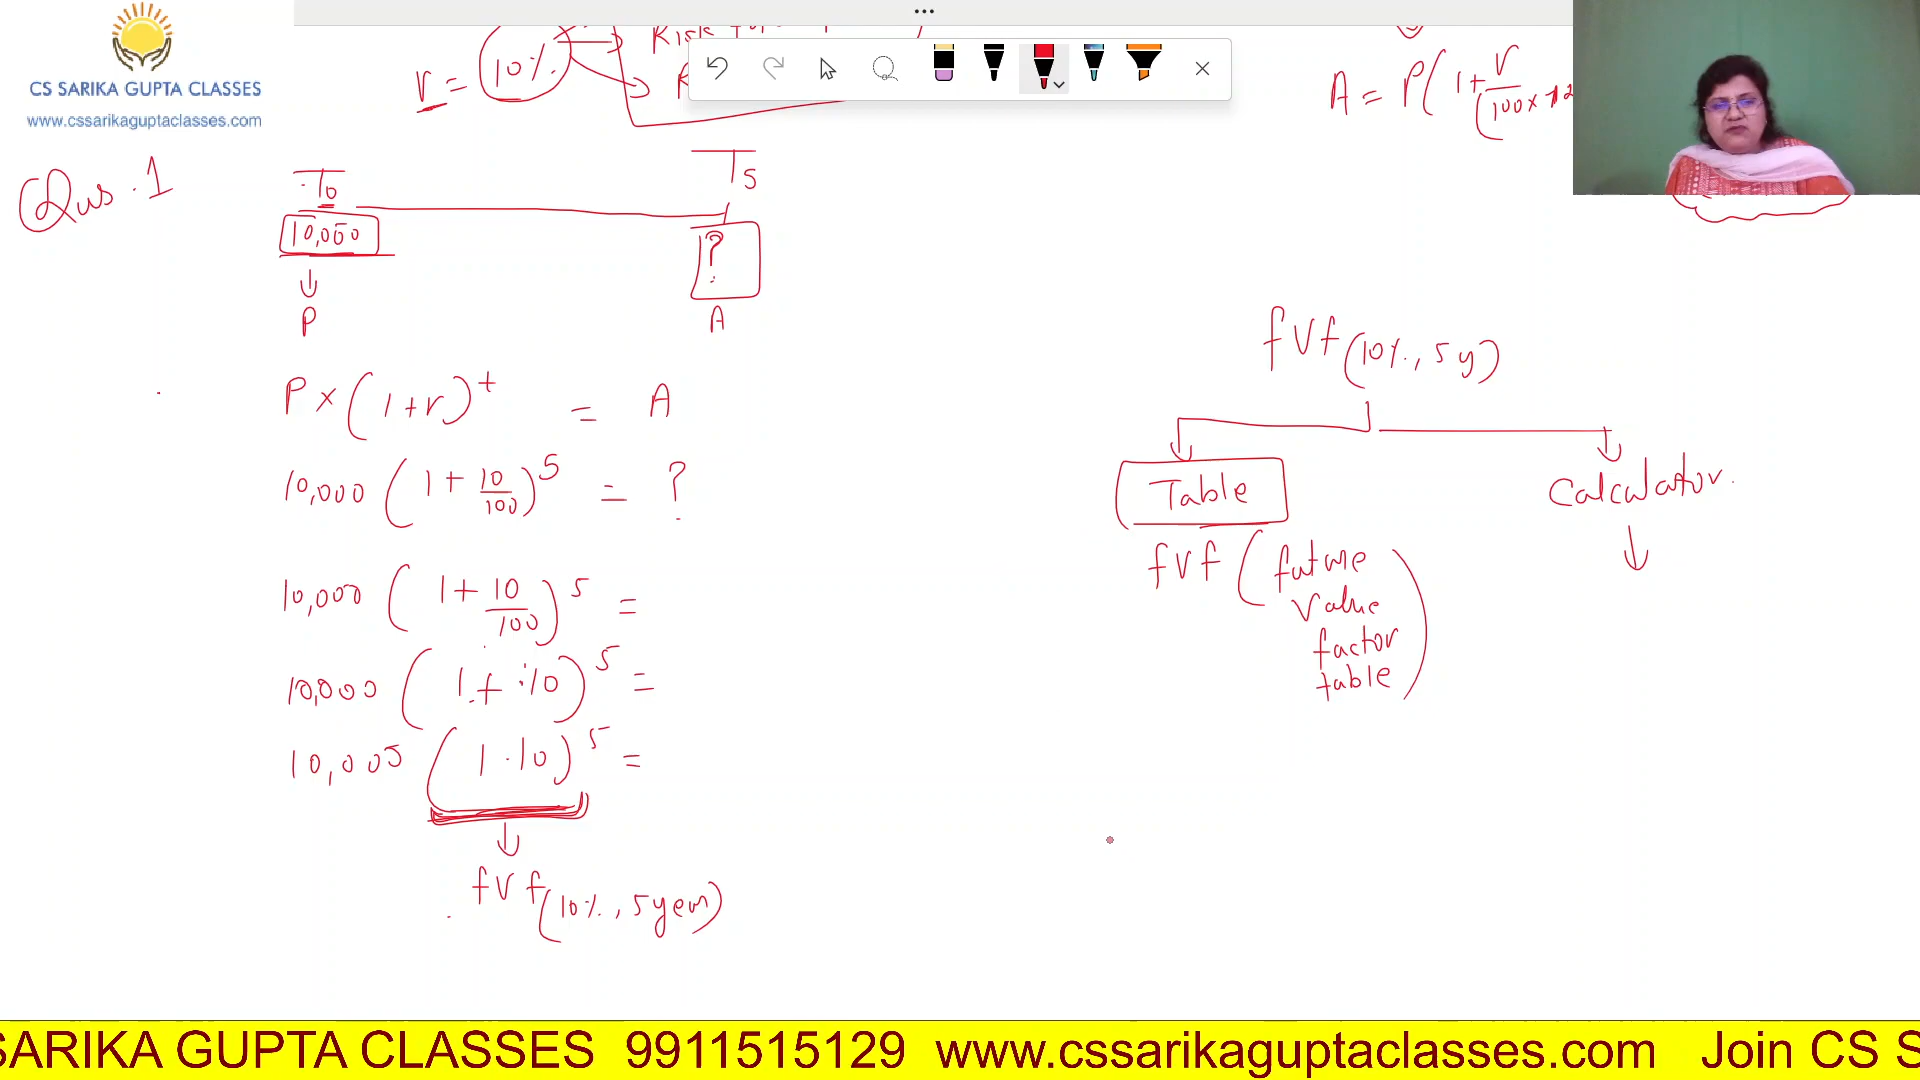 CS SARIKA GUPTA CLASSES
www.cssarikaguptaclasses.com
r = 10%.
Risk
A = P(1+ r/100×12
Qus.1
T0
T5
10,000
?
P
A
P × (1+r)^t = A
10,000 (1 + 10/100)^5 = ?
10,000 (1 + 10/100)^5 =
10,000 (1 + .10)^5 =
10,000 (1.10)^5 =
fvf (10%., 5 year)
fvf (10%., 5 y)
Table
Calculator.
fvf (future
value
factor
table)
SARIKA GUPTA CLASSES 9911515129 www.cssarikaguptaclasses.com Join CS S